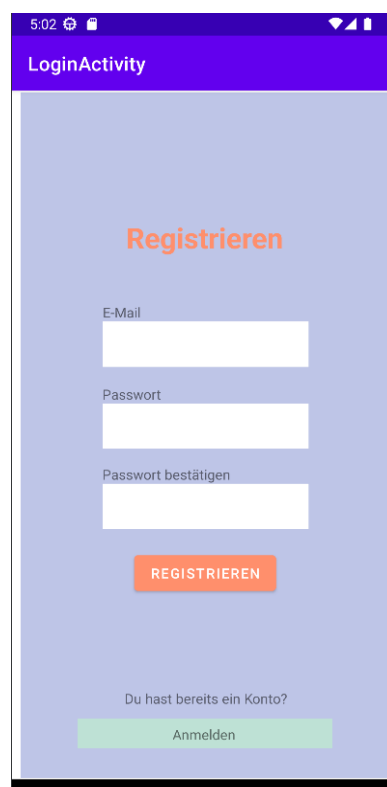 5:02
LoginActivity
Registrieren
E-Mail
Passwort
Passwort bestätigen
REGISTRIEREN
Du hast bereits ein Konto?
Anmelden